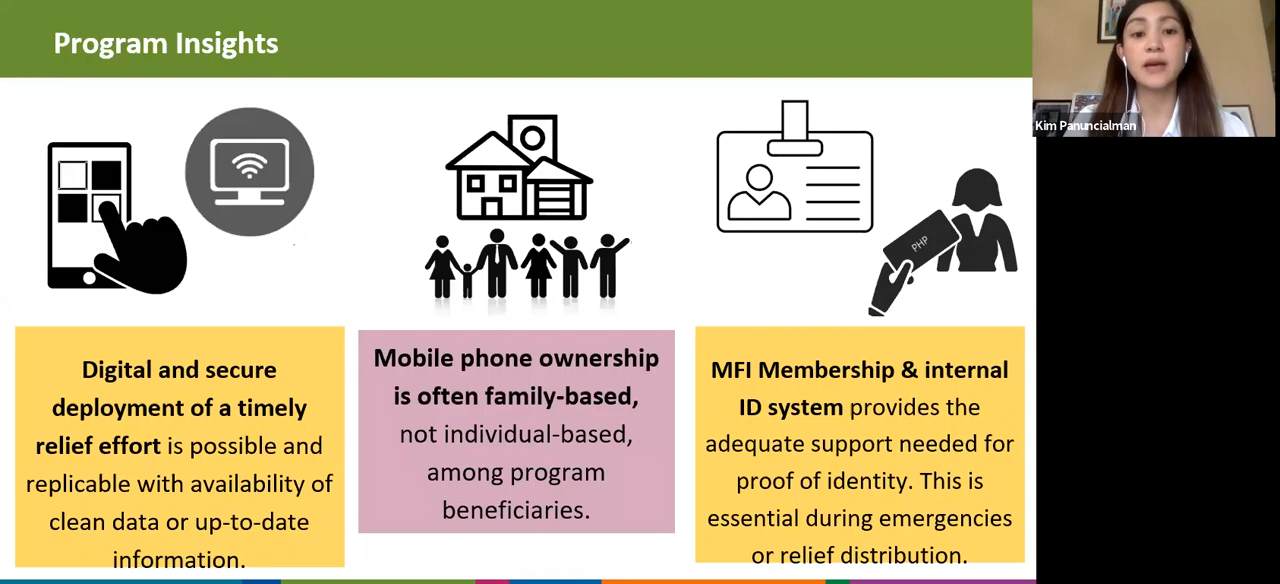 Program Insights
Kim Panuncialman
PHP
Digital and secure
deployment of a timely
relief effort is possible and
replicable with availability of
clean data or up-to-date
information.
Mobile phone ownership
is often family-based,
not individual-based,
among program
beneficiaries.
MFI Membership & internal
ID system provides the
adequate support needed for
proof of identity. This is
essential during emergencies
or relief distribution.